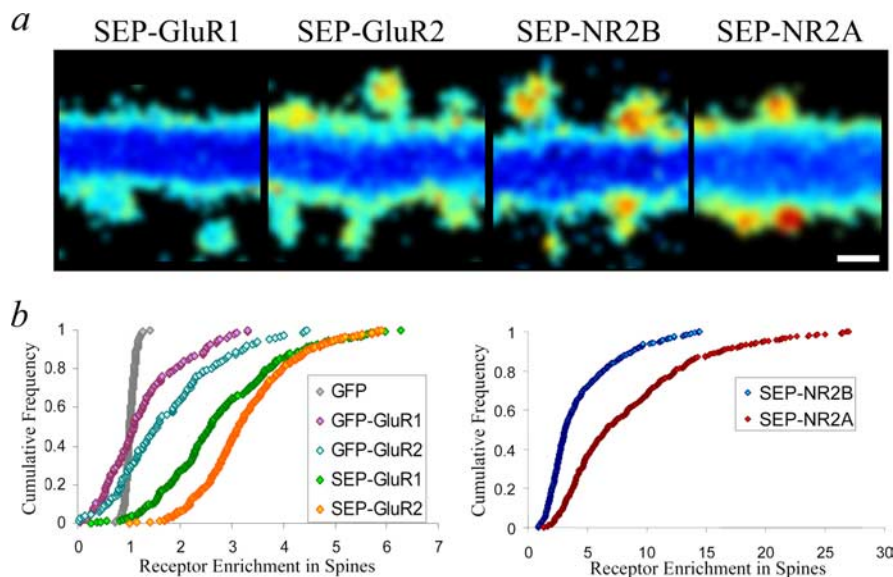 a
SEP-GluR1 SEP-GluR2 SEP-NR2B SEP-NR2A
b
Cumulative Frequency
1
0.8
0.6
0.4
0.2
0
0 1 2 3 4 5 6 7
Receptor Enrichment in Spines
GFP
GFP-GluR1
GFP-GluR2
SEP-GluR1
SEP-GluR2
Cumulative Frequency
1
0.8
0.6
0.4
0.2
0
0 5 10 15 20 25 30
Receptor Enrichment in Spines
SEP-NR2B
SEP-NR2A